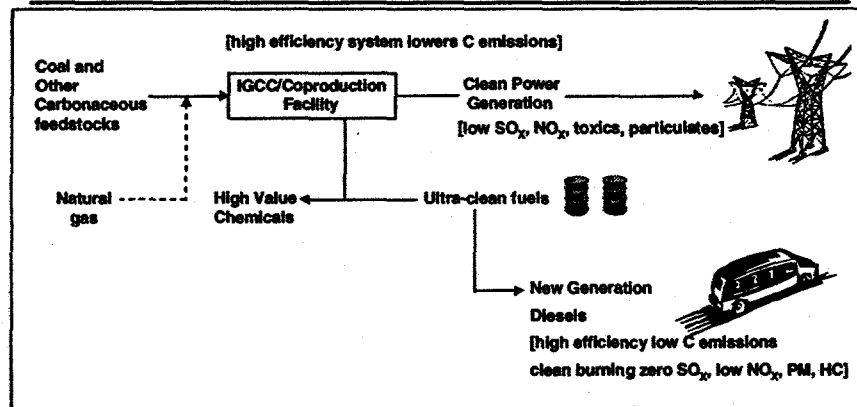 [high efficiency system lowers C emissions]
Coal and
Other
Carbonaceous
feedstocks
IGCC/Coproduction
Facility
Clean Power
Generation
[low SOx, NOx, toxics, particulates]
Natural
gas
High Value
Chemicals
Ultra-clean fuels
New Generation
Diesels
[high efficiency low C emissions
clean burning zero SOx, low NOx, PM, HC]